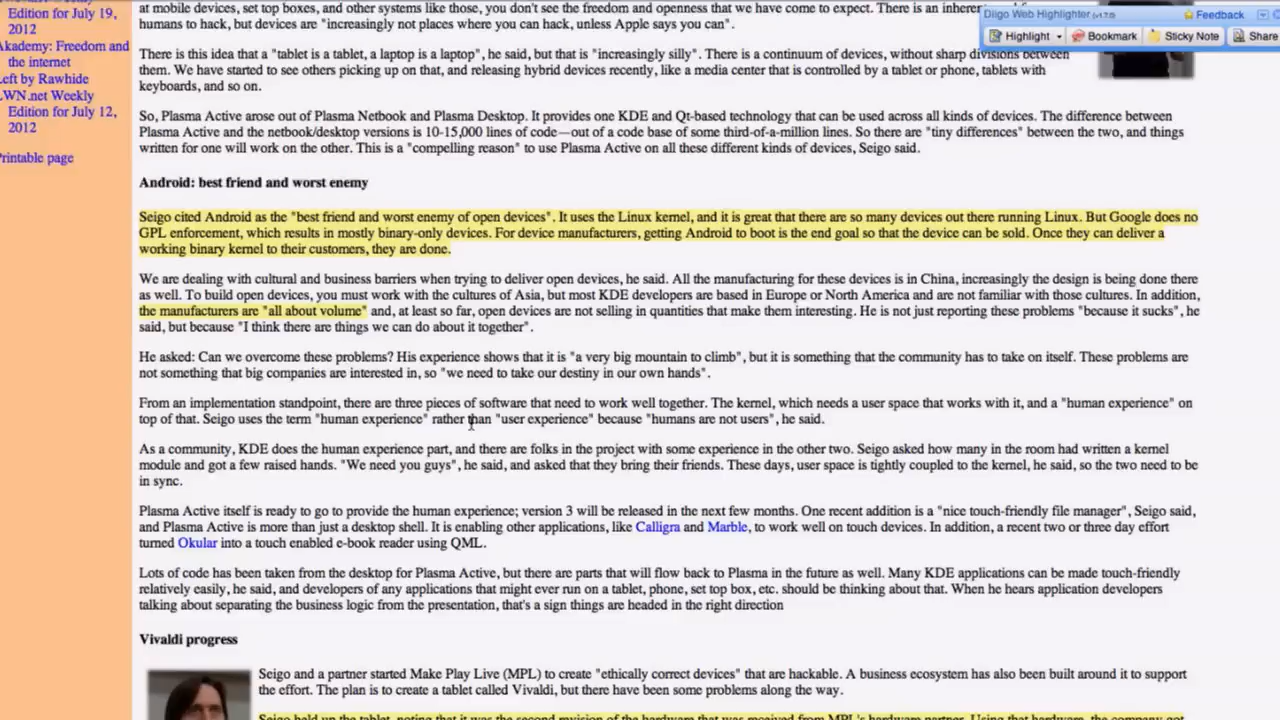 Edition for July 19,
2012
Akademy: Freedom and
the internet
Left by Rawhide
LWN.net Weekly
Edition for July 12,
2012
Printable page
at mobile devices, set top boxes, and other systems like those, you don't see the freedom and openness that we have come to expect. There is an
humans to hack, but devices are "increasingly not places where you can hack, unless Apple says you can".
There is this idea that a "tablet is a tablet, a laptop is a laptop", he said, but that is "increasingly silly". There is a continuum of devices, without sharp divisions between
them. We have started to see others picking up on that, and releasing hybrid devices recently, like a media center that is controlled by a tablet or phone, tablets with
keyboards, and so on.
So, Plasma Active arose out of Plasma Netbook and Plasma Desktop. It provides one KDE and Qt-based technology that can be used across all kinds of devices. The difference between
Plasma Active and the netbook/desktop versions is 10-15,000 lines of code—out of a code base of some third-of-a-million lines. So there are "tiny differences" between the two, and things
written for one will work on the other. This is a "compelling reason" to use Plasma Active on all these different kinds of devices, Seigo said.
Android: best friend and worst enemy
Seigo cited Android as the "best friend and worst enemy of open devices". It uses the Linux kernel, and it is great that there are so many devices out there running Linux. But Google does no
GPL enforcement, which results in mostly binary-only devices. For device manufacturers, getting Android to boot is the end goal so that the device can be sold. Once they can deliver a
working binary kernel to their customers, they are done.
We are dealing with cultural and business barriers when trying to deliver open devices, he said. All the manufacturing for these devices is in China, increasingly the design is being done there
as well. To build open devices, you must work with the cultures of Asia, but most KDE developers are based in Europe or North America and are not familiar with those cultures. In addition,
the manufacturers are "all about volume" and, at least so far, open devices are not selling in quantities that make them interesting. He is not just reporting these problems "because it sucks", he
said, but because "I think there are things we can do about it together".
He asked: Can we overcome these problems? His experience shows that it is "a very big mountain to climb", but it is something that the community has to take on itself. These problems are
not something that big companies are interested in, so "we need to take our destiny in our own hands".
From an implementation standpoint, there are three pieces of software that need to work well together. The kernel, which needs a user space that works with it, and a "human experience" on
top of that. Seigo uses the term "human experience" rather than "user experience" because "humans are not users", he said.
As a community, KDE does the human experience part, and there are folks in the project with some experience in the other two. Seigo asked how many in the room had written a kernel
module and got a few raised hands. "We need you guys", he said, and asked that they bring their friends. These days, user space is tightly coupled to the kernel, he said, so the two need to be
in sync.
Plasma Active itself is ready to go to provide the human experience; version 3 will be released in the next few months. One recent addition is a "nice touch-friendly file manager", Seigo said,
and Plasma Active is more than just a desktop shell. It is enabling other applications, like Calligra and Marble, to work well on touch devices. In addition, a recent two or three day effort
turned Okular into a touch enabled e-book reader using QML.
Lots of code has been taken from the desktop for Plasma Active, but there are parts that will flow back to Plasma in the future as well. Many KDE applications can be made touch-friendly
relatively easily, he said, and developers of any applications that might ever run on a tablet, phone, set top box, etc. should be thinking about that. When he hears application developers
talking about separating the business logic from the presentation, that's a sign things are headed in the right direction
Vivaldi progress
Seigo and a partner started Make Play Live (MPL) to create "ethically correct devices" that are hackable. A business ecosystem has also been built around it to support
the effort. The plan is to create a tablet called Vivaldi, but there have been some problems along the way.
Seigo held up the tablet, noting that it was the second revision of the hardware that was received from MPL's hardware partner. Using that hardware, the company got
Diigo Web Highlighter (v1.7.0)
Feedback
Highlight
Bookmark
Sticky Note
Share